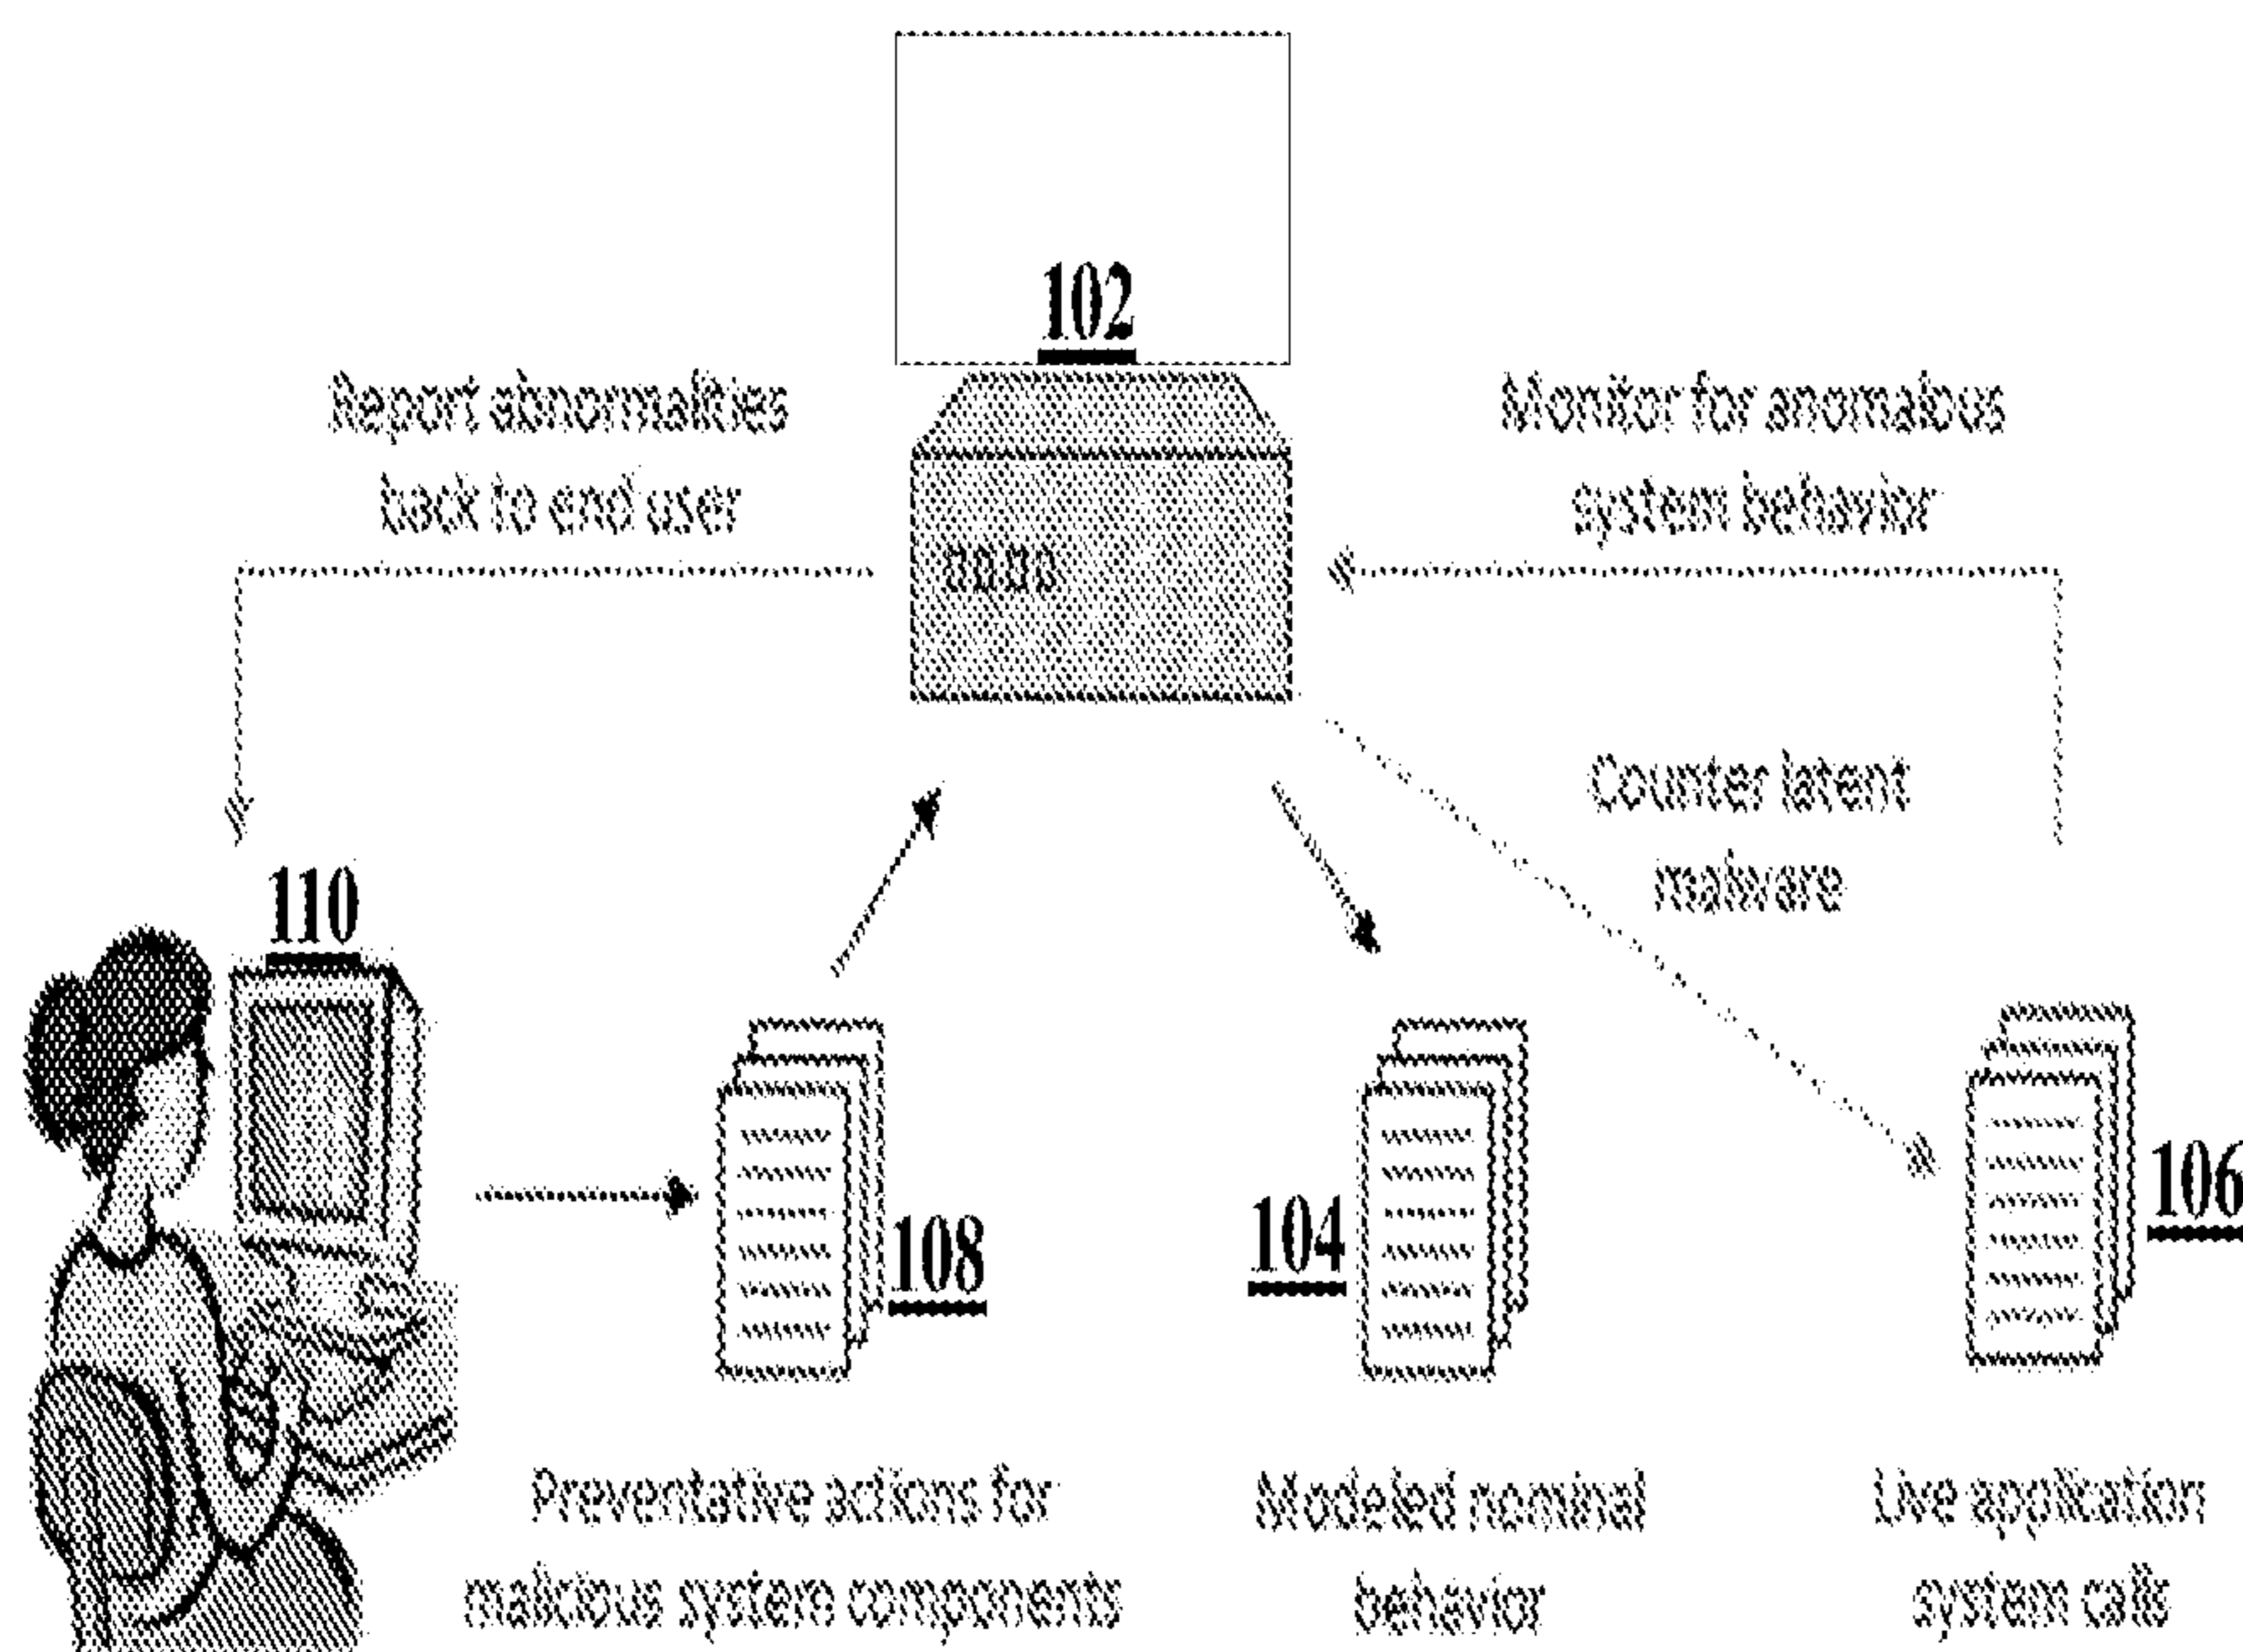 102
Report abnormalities
back to end user
Monitor for anomalous
system behavior
Counter latent
malware
110
108
104
106
Preventative actions for
malicious system components
Modeled nominal
behavior
Live application
system calls